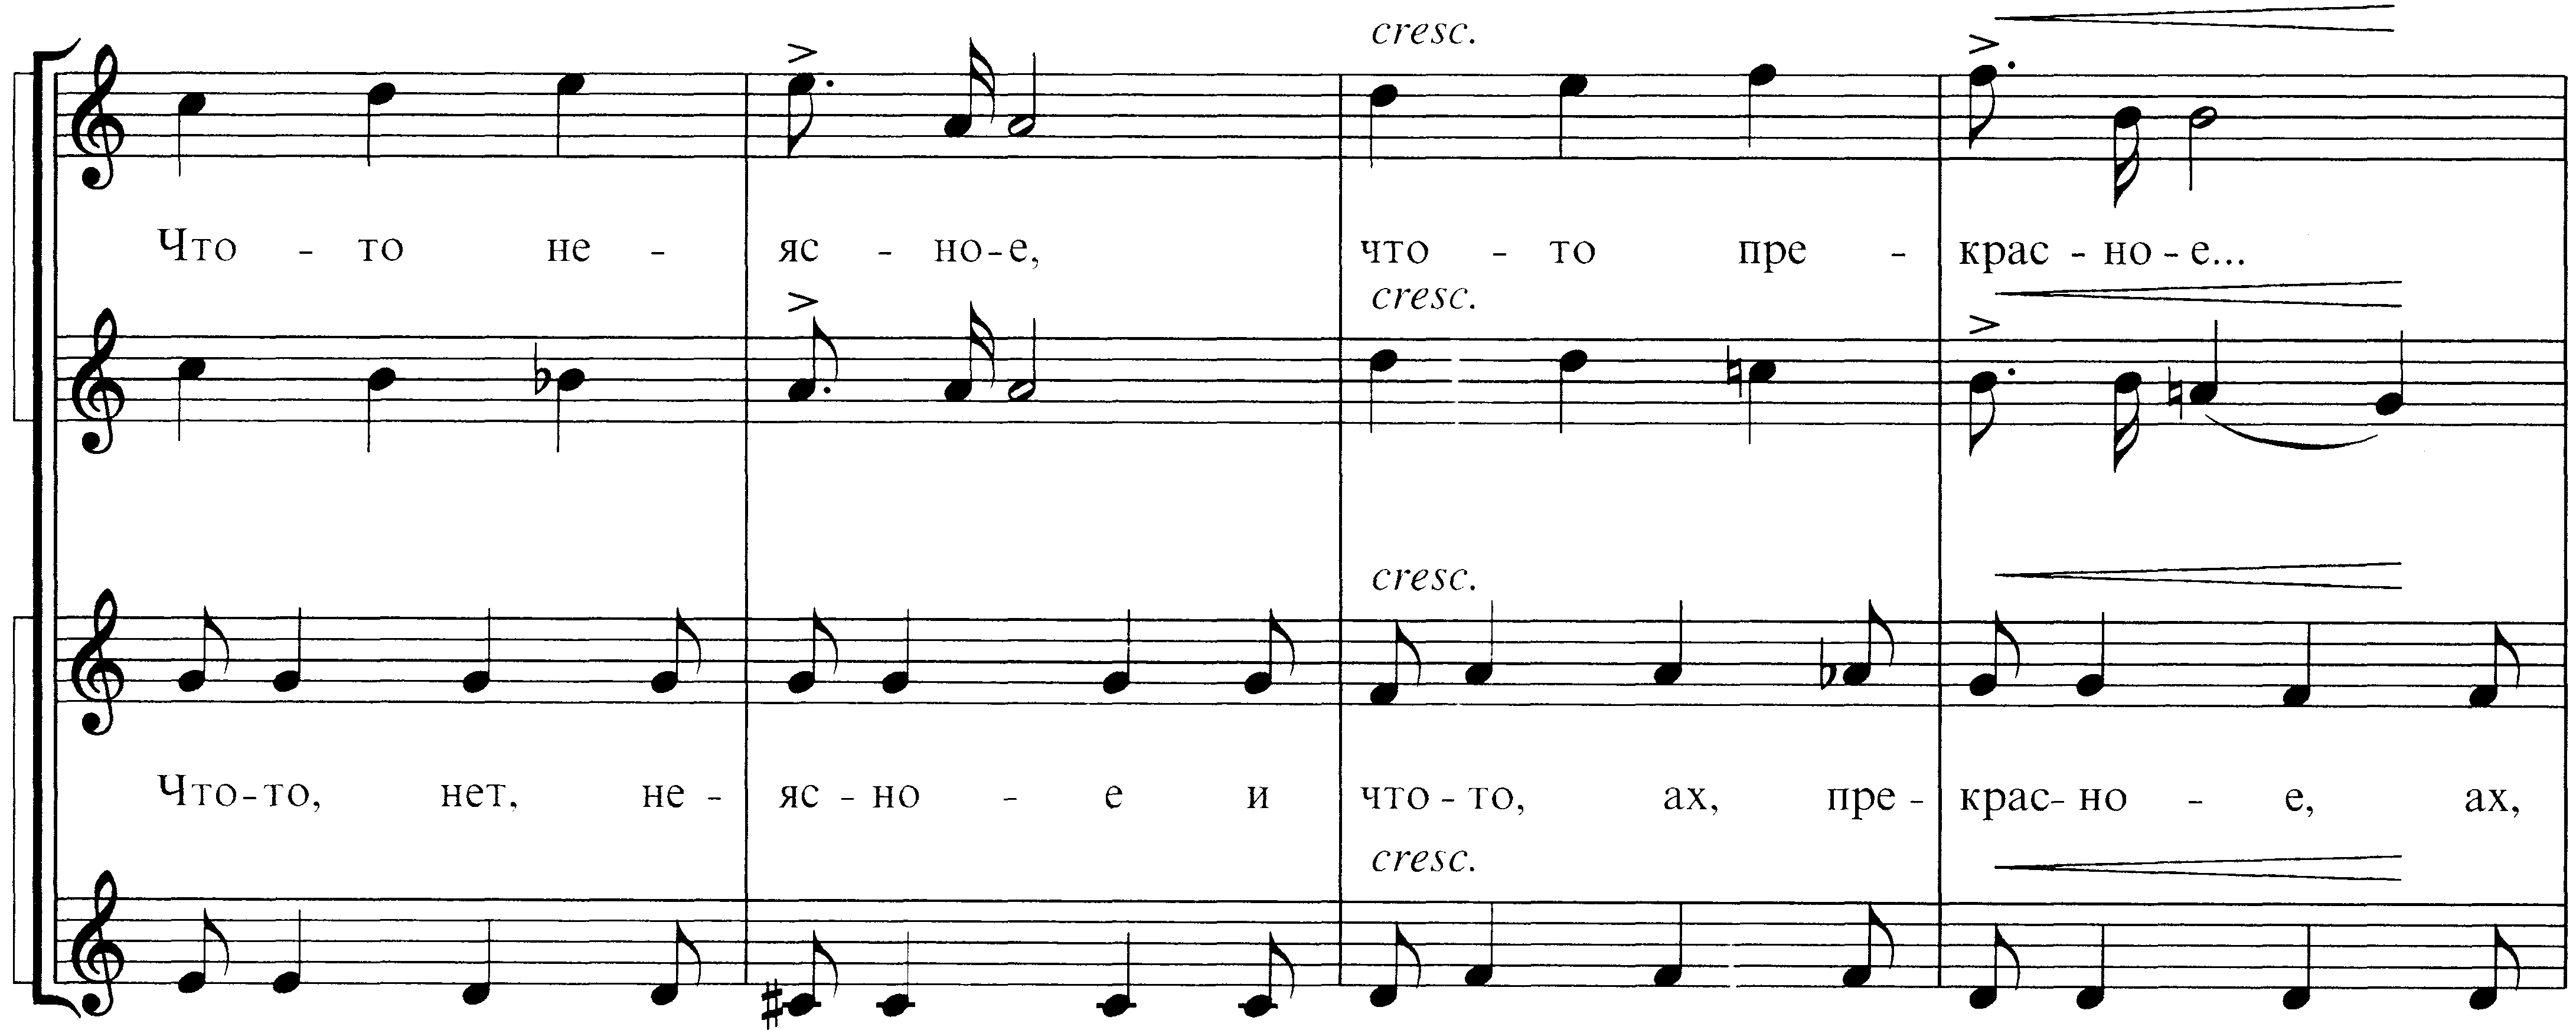 cresc.
Что - то не - яс - но-е, что - то пре - крас - но - е...
cresc.
cresc.
Что-то, нет, не - яс - но - е и что - то, ах, пре - крас- но - е, ах,
cresc.